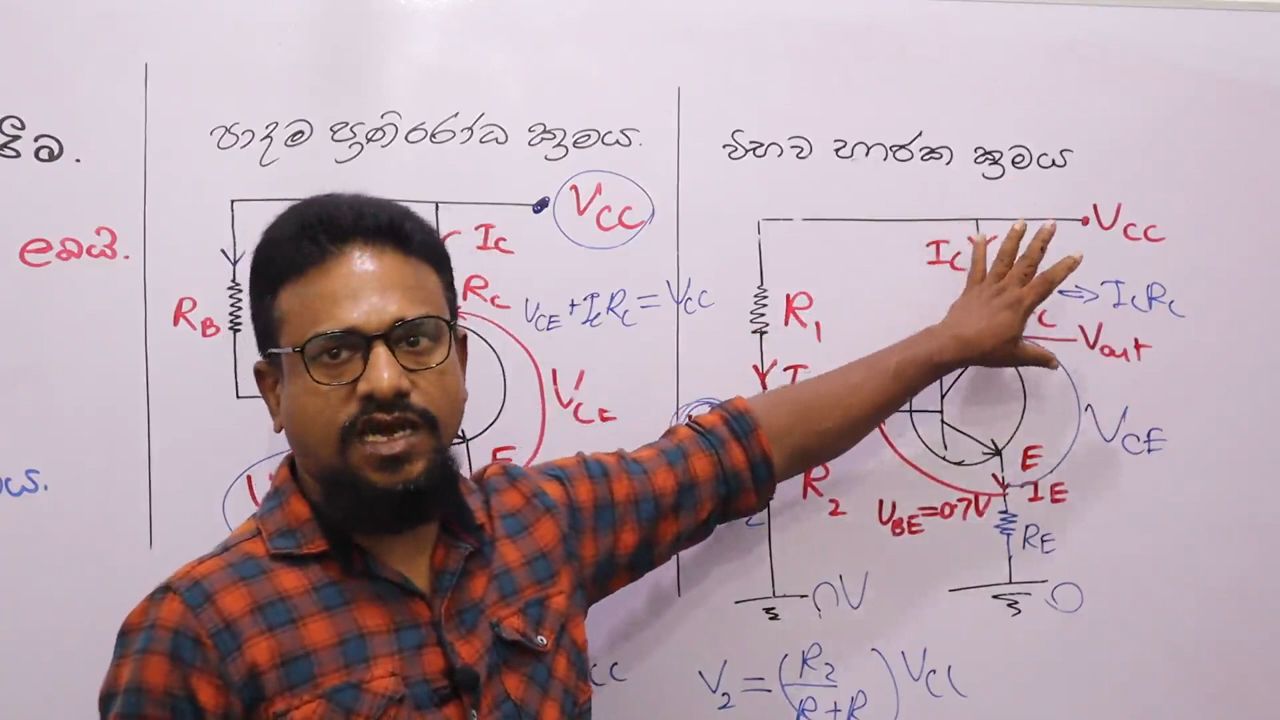 පාදම ප්‍රතිරෝධ ක්‍රමය.
VCC
IC
RB
RC
VCE + ICRC = VCC
VCE
E
ලබයි.
විභව භාජක ක්‍රමය
VCC
IC
R1
⇒ ICRC
C
Vout
I
VCE
E
IE
R2
VBE = 0.7V
RE
0V
0
V2 = (R2 / R + R) VCC